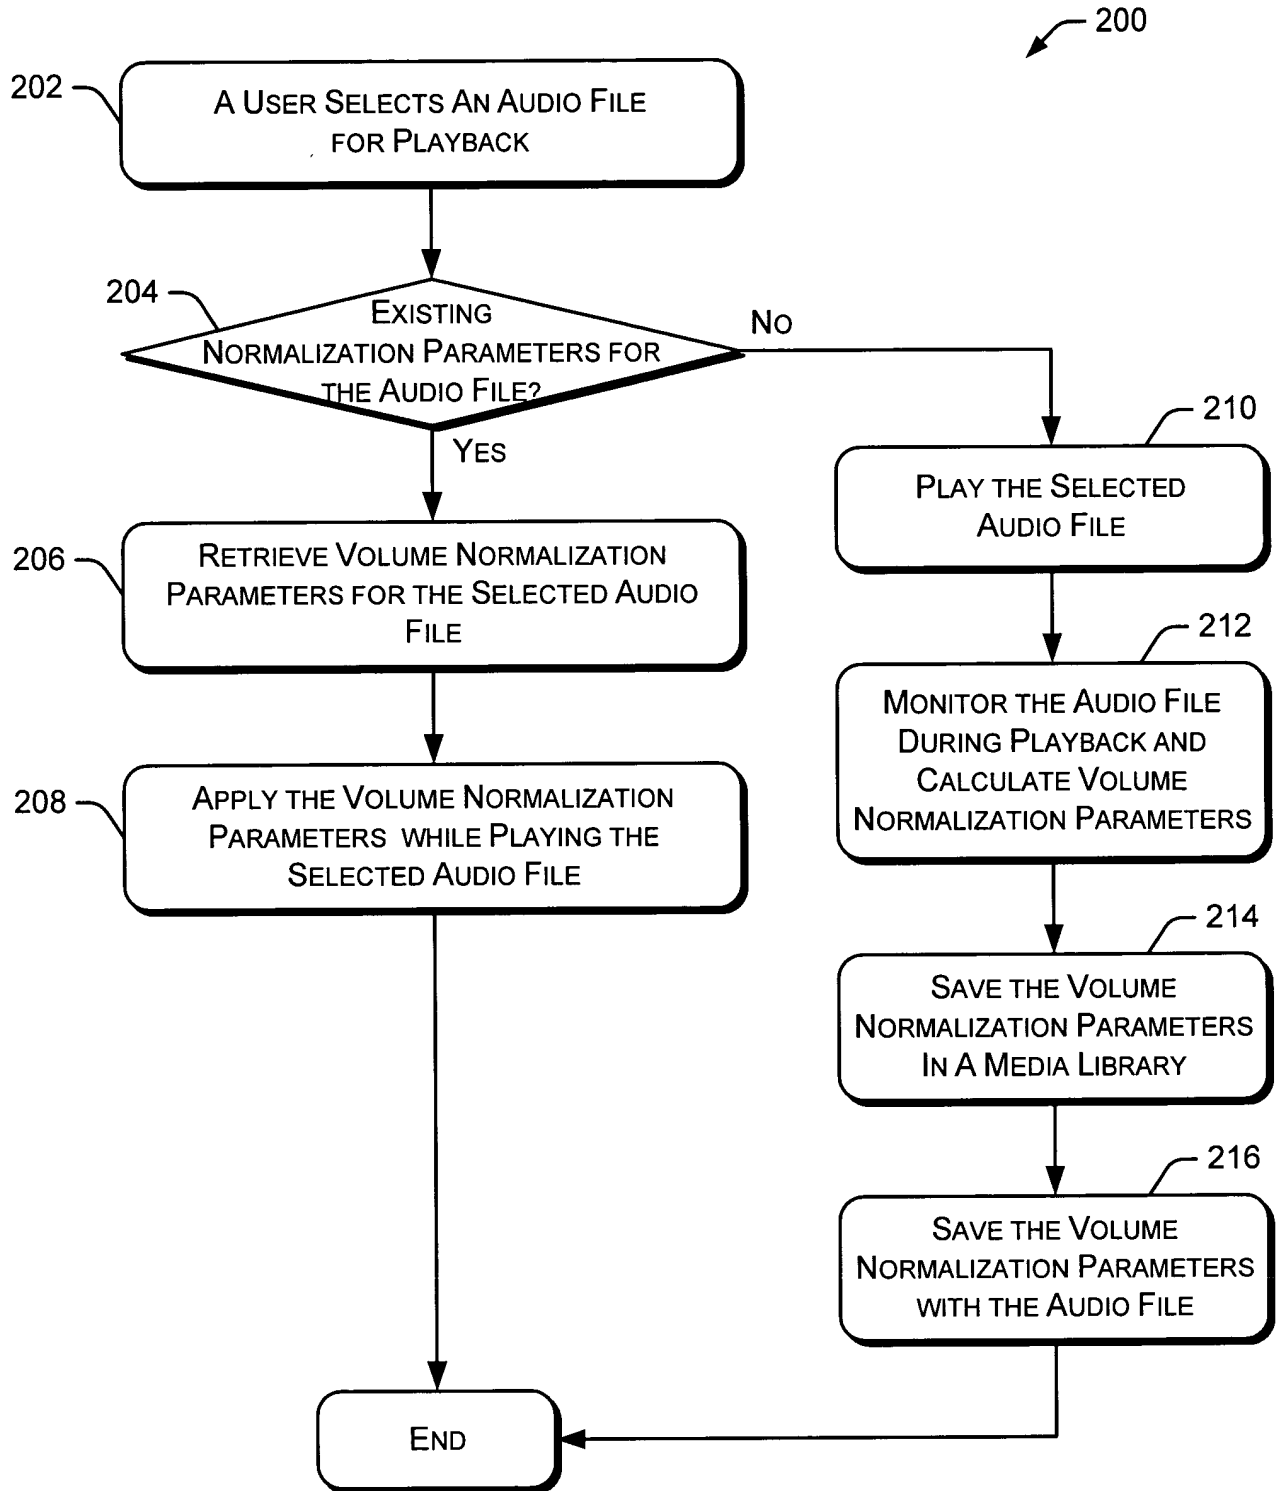 200
202
A USER SELECTS AN AUDIO FILE
FOR PLAYBACK
204
EXISTING
NORMALIZATION PARAMETERS FOR
THE AUDIO FILE?
NO
YES
206
RETRIEVE VOLUME NORMALIZATION
PARAMETERS FOR THE SELECTED AUDIO
FILE
208
APPLY THE VOLUME NORMALIZATION
PARAMETERS WHILE PLAYING THE
SELECTED AUDIO FILE
210
PLAY THE SELECTED
AUDIO FILE
212
MONITOR THE AUDIO FILE
DURING PLAYBACK AND
CALCULATE VOLUME
NORMALIZATION PARAMETERS
214
SAVE THE VOLUME
NORMALIZATION PARAMETERS
IN A MEDIA LIBRARY
216
SAVE THE VOLUME
NORMALIZATION PARAMETERS
WITH THE AUDIO FILE
END